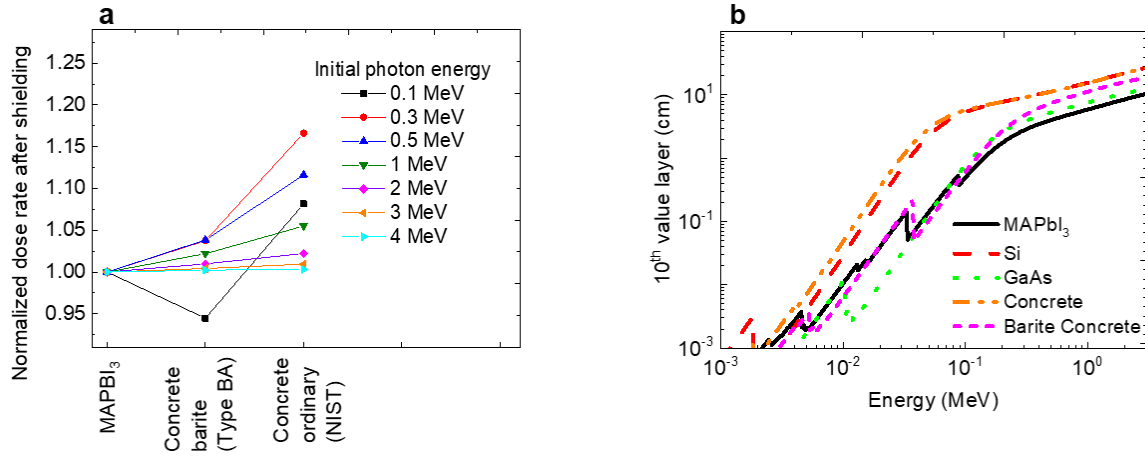 a
Normalized dose rate after shielding
1.25
1.20
1.15
1.10
1.05
1.00
0.95
Initial photon energy
0.1 MeV
0.3 MeV
0.5 MeV
1 MeV
2 MeV
3 MeV
4 MeV
MAPBI₃
Concrete
barite
(Type BA)
Concrete
ordinary
(NIST)
b
10ᵗʰ value layer (cm)
10¹
10⁻¹
10⁻³
MAPbI₃
Si
GaAs
Concrete
Barite Concrete
10⁻³
10⁻²
10⁻¹
10⁰
Energy (MeV)